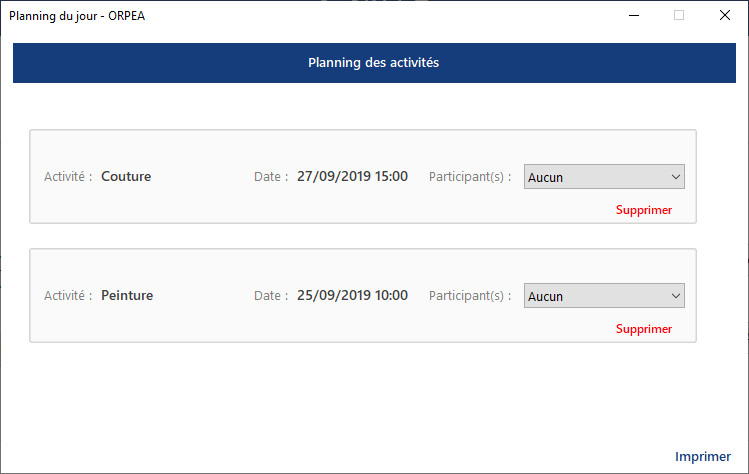 Planning du jour - ORPEA
Planning des activités
Activité : Couture Date : 27/09/2019 15:00 Participant(s) : Aucun
Supprimer
Activité : Peinture Date : 25/09/2019 10:00 Participant(s) : Aucun
Supprimer
Imprimer